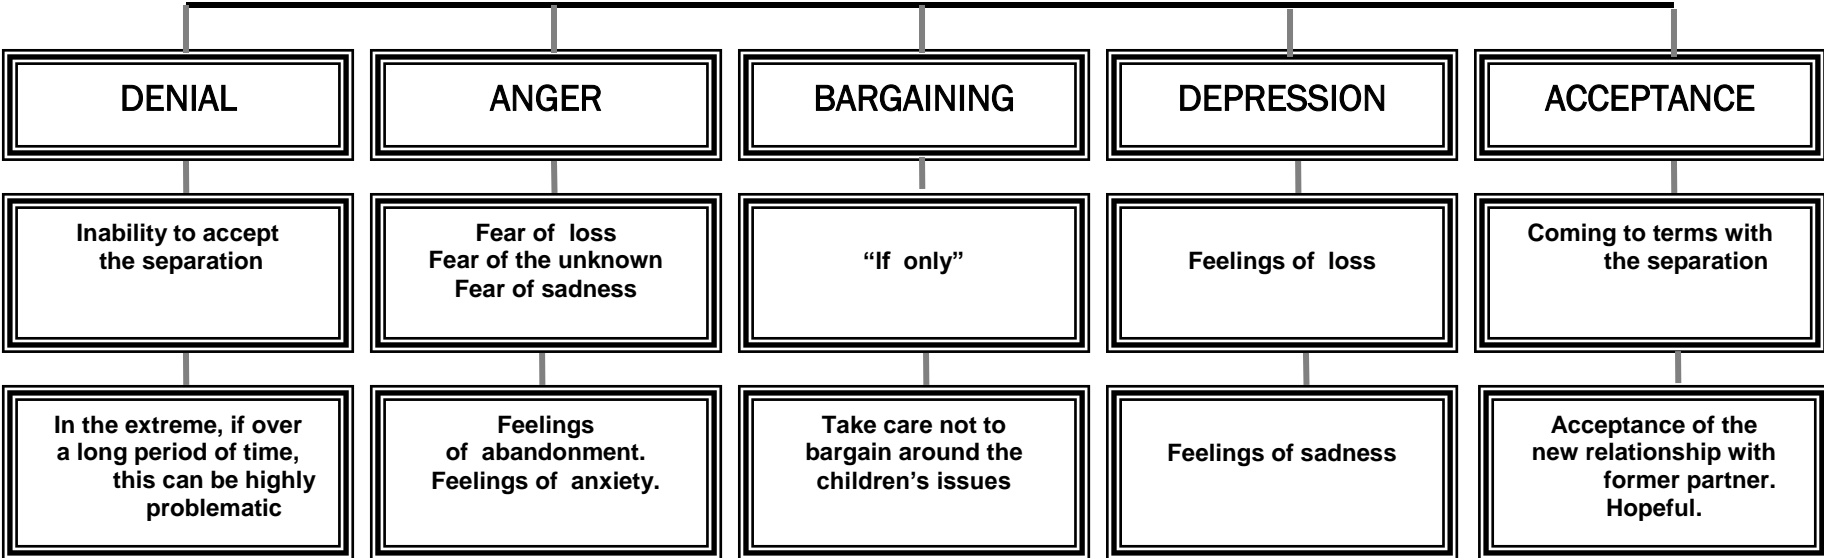 DENIAL
ANGER
BARGAINING
DEPRESSION
ACCEPTANCE
Inability to accept
the separation
Fear of loss
Fear of the unknown
Fear of sadness
“If only”
Feelings of loss
Coming to terms with
the separation
In the extreme, if over
a long period of time,
this can be highly
problematic
Feelings
of abandonment.
Feelings of anxiety.
Take care not to
bargain around the
children’s issues
Feelings of sadness
Acceptance of the
new relationship with
former partner.
Hopeful.